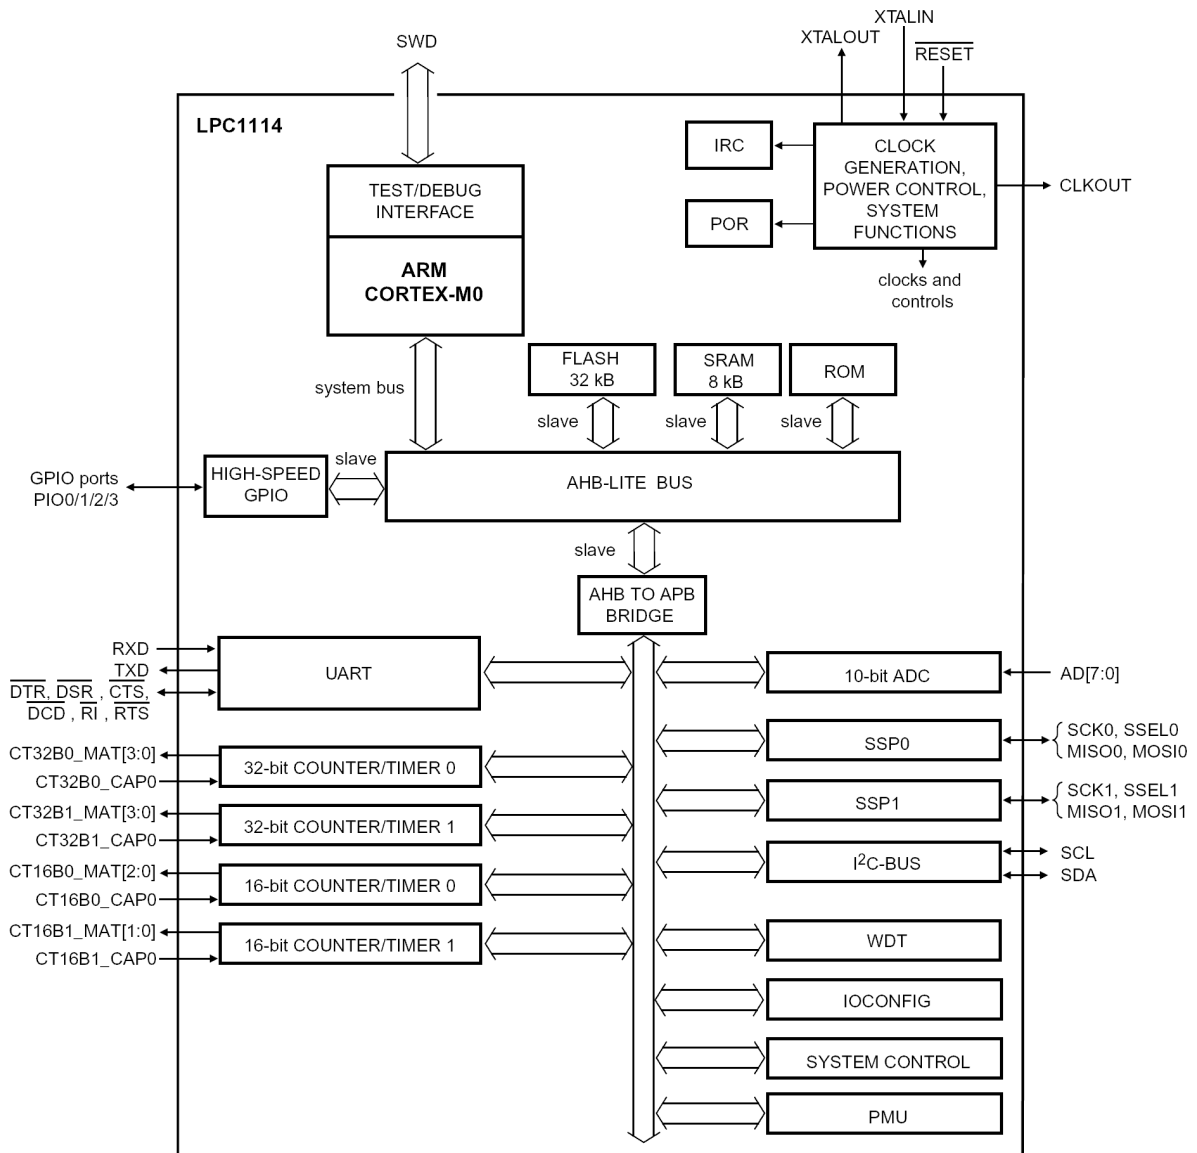 XTALIN
XTALOUT
RESET
SWD
LPC1114
TEST/DEBUG
INTERFACE
ARM
CORTEX-M0
IRC
POR
CLOCK
GENERATION,
POWER CONTROL,
SYSTEM
FUNCTIONS
CLKOUT
clocks and
controls
system bus
FLASH
32 kB
SRAM
8 kB
ROM
slave
slave
slave
GPIO ports
PIO0/1/2/3
HIGH-SPEED
GPIO
slave
AHB-LITE BUS
slave
AHB TO APB
BRIDGE
RXD
TXD
DTR, DSR , CTS,
DCD , RI , RTS
UART
10-bit ADC
AD[7:0]
SSP0
SCK0, SSEL0
MISO0, MOSI0
CT32B0_MAT[3:0]
CT32B0_CAP0
32-bit COUNTER/TIMER 0
SSP1
SCK1, SSEL1
MISO1, MOSI1
CT32B1_MAT[3:0]
CT32B1_CAP0
32-bit COUNTER/TIMER 1
I2C-BUS
SCL
SDA
CT16B0_MAT[2:0]
CT16B0_CAP0
16-bit COUNTER/TIMER 0
CT16B1_MAT[1:0]
CT16B1_CAP0
16-bit COUNTER/TIMER 1
WDT
IOCONFIG
SYSTEM CONTROL
PMU